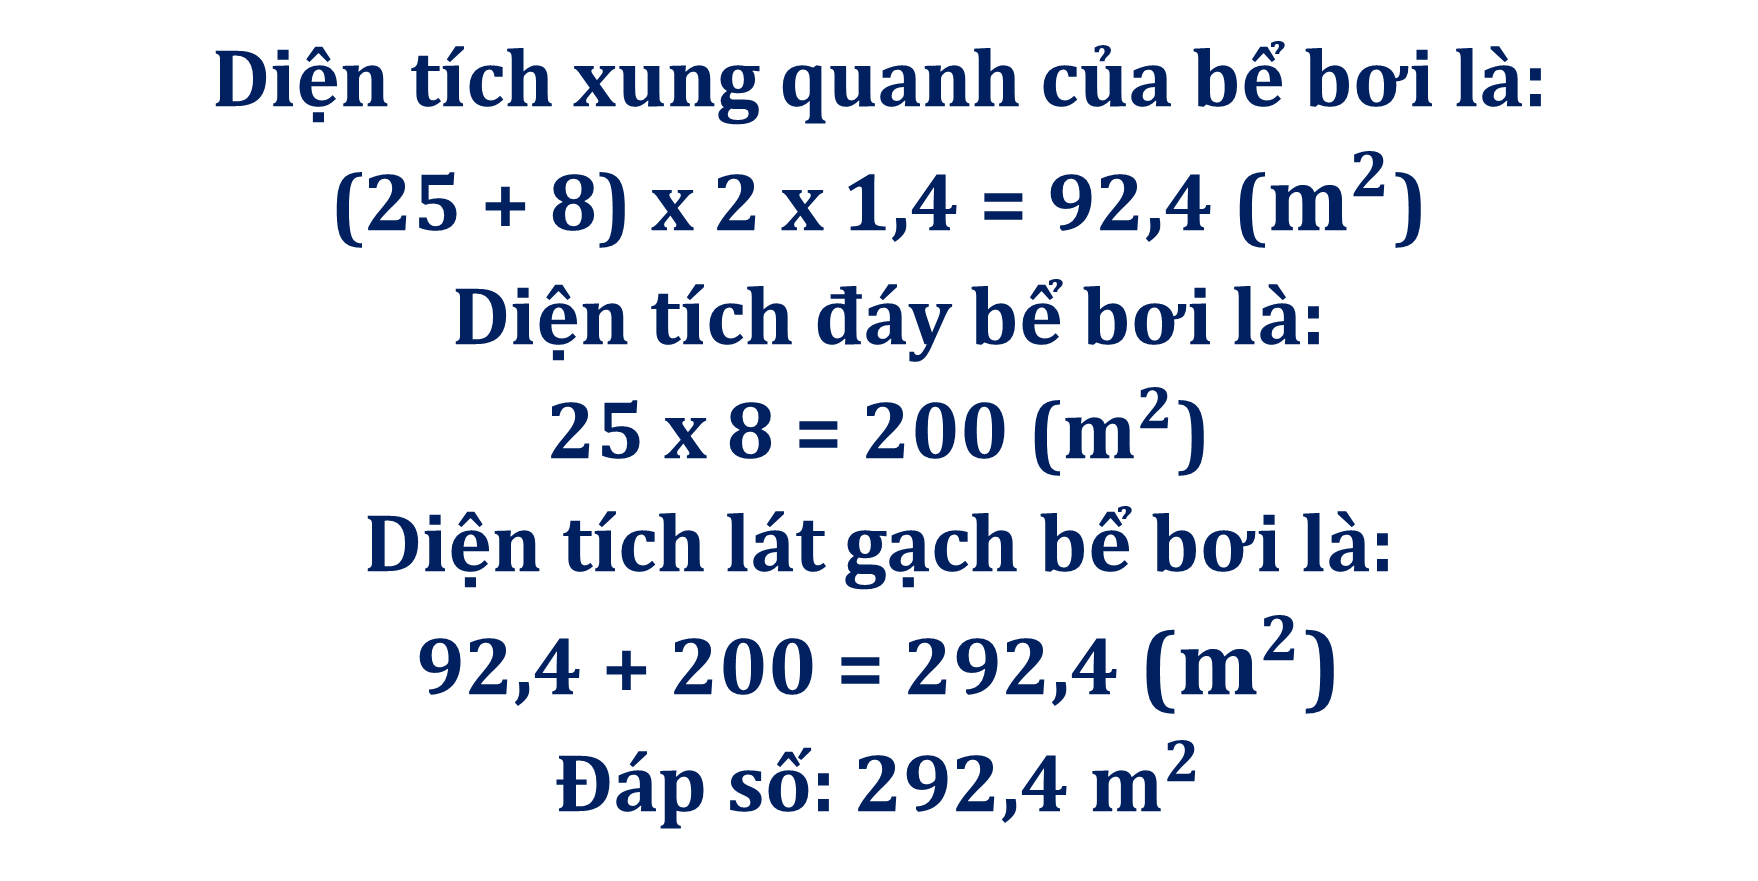 Diện tích xung quanh của bể bơi là:
(25 + 8) x 2 x 1,4 = 92,4 (m²)
Diện tích đáy bể bơi là:
25 x 8 = 200 (m²)
Diện tích lát gạch bể bơi là:
92,4 + 200 = 292,4 (m²)
Đáp số: 292,4 m²